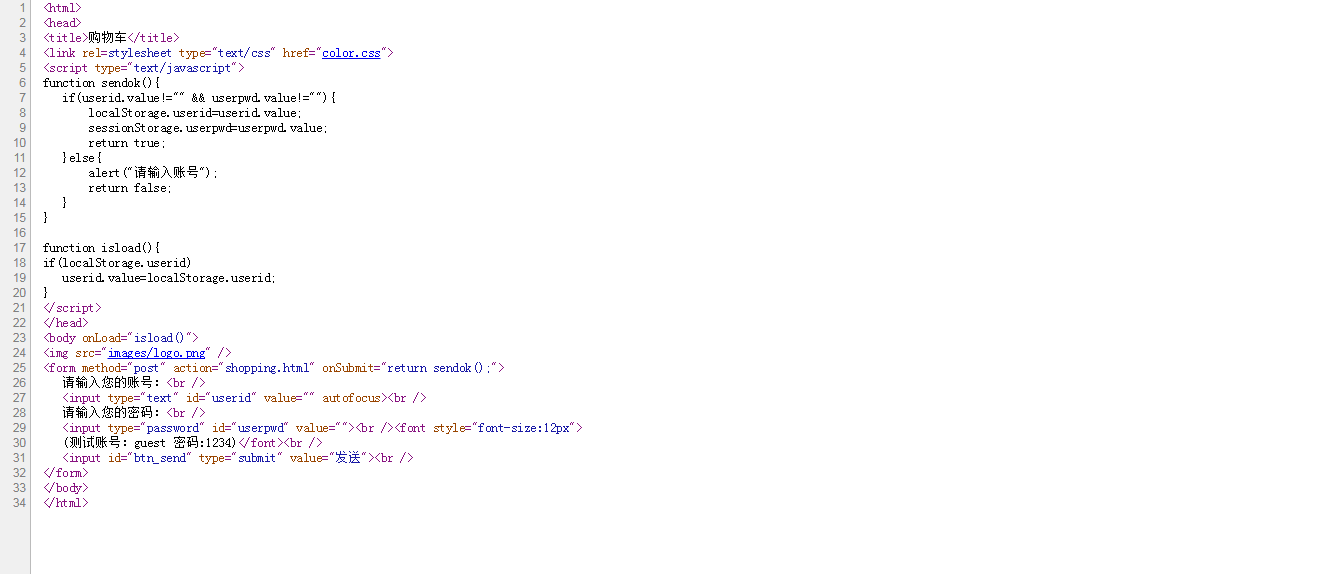 1 <html>
2 <head>
3 <title>购物车</title>
4 <link rel=stylesheet type="text/css" href="color.css">
5 <script type="text/javascript">
6 function sendok(){
7    if(userid.value!="" && userpwd.value!=""){
8        localStorage.userid=userid.value;
9        sessionStorage.userpwd=userpwd.value;
10        return true;
11    }else{
12        alert("请输入账号");
13        return false;
14    }
15 }
16
17 function isload(){
18 if(localStorage.userid)
19    userid.value=localStorage.userid;
20 }
21 </script>
22 </head>
23 <body onLoad="isload()">
24 <img src="images/logo.png" />
25 <form method="post" action="shopping.html" onSubmit="return sendok();">
26    请输入您的账号：<br />
27    <input type="text" id="userid" value="" autofocus><br />
28    请输入您的密码：<br />
29    <input type="password" id="userpwd" value=""><br /><font style="font-size:12px">
30    (测试账号：guest 密码:1234)</font><br />
31    <input id="btn_send" type="submit" value="发送"><br />
32 </form>
33 </body>
34 </html>